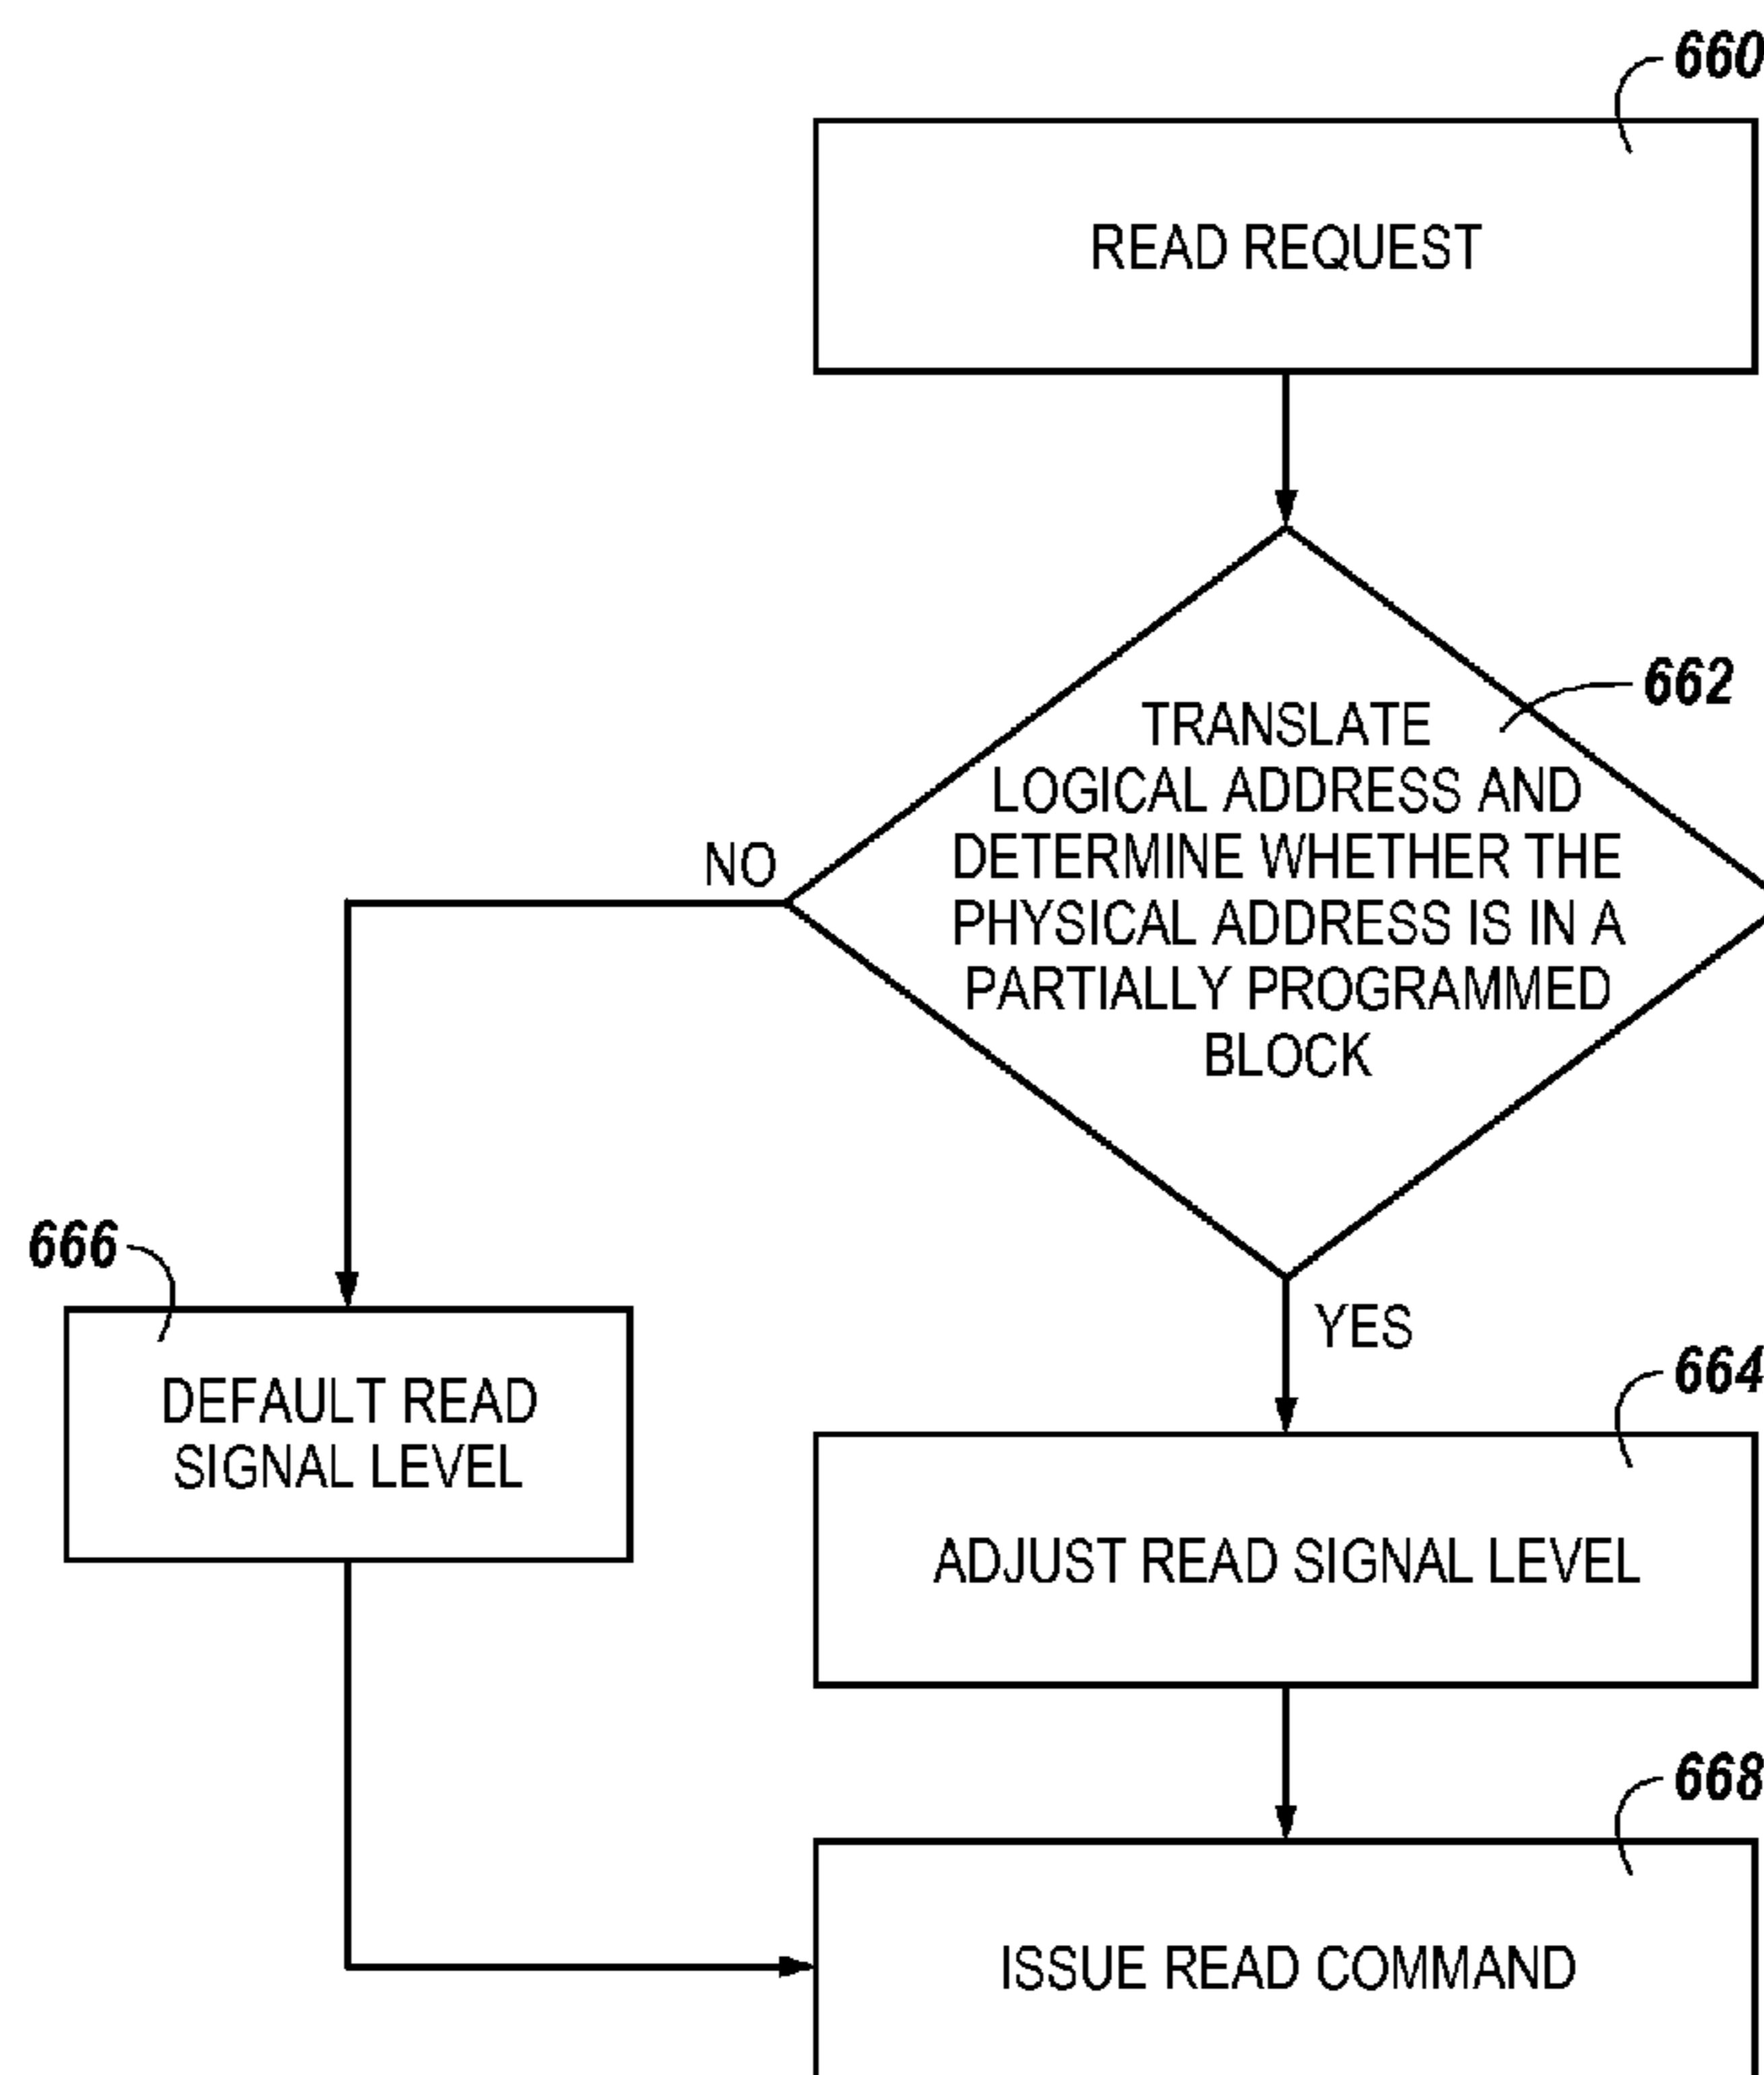 660
READ REQUEST
662
TRANSLATE
LOGICAL ADDRESS AND
DETERMINE WHETHER THE
PHYSICAL ADDRESS IS IN A
PARTIALLY PROGRAMMED
BLOCK
NO
YES
666
DEFAULT READ
SIGNAL LEVEL
664
ADJUST READ SIGNAL LEVEL
668
ISSUE READ COMMAND